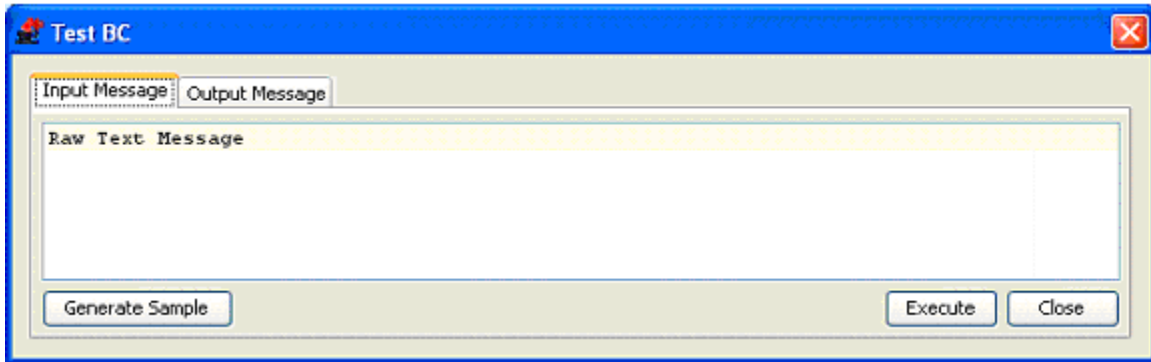 Test BC
Input Message Output Message
Raw Text Message
Generate Sample Execute Close